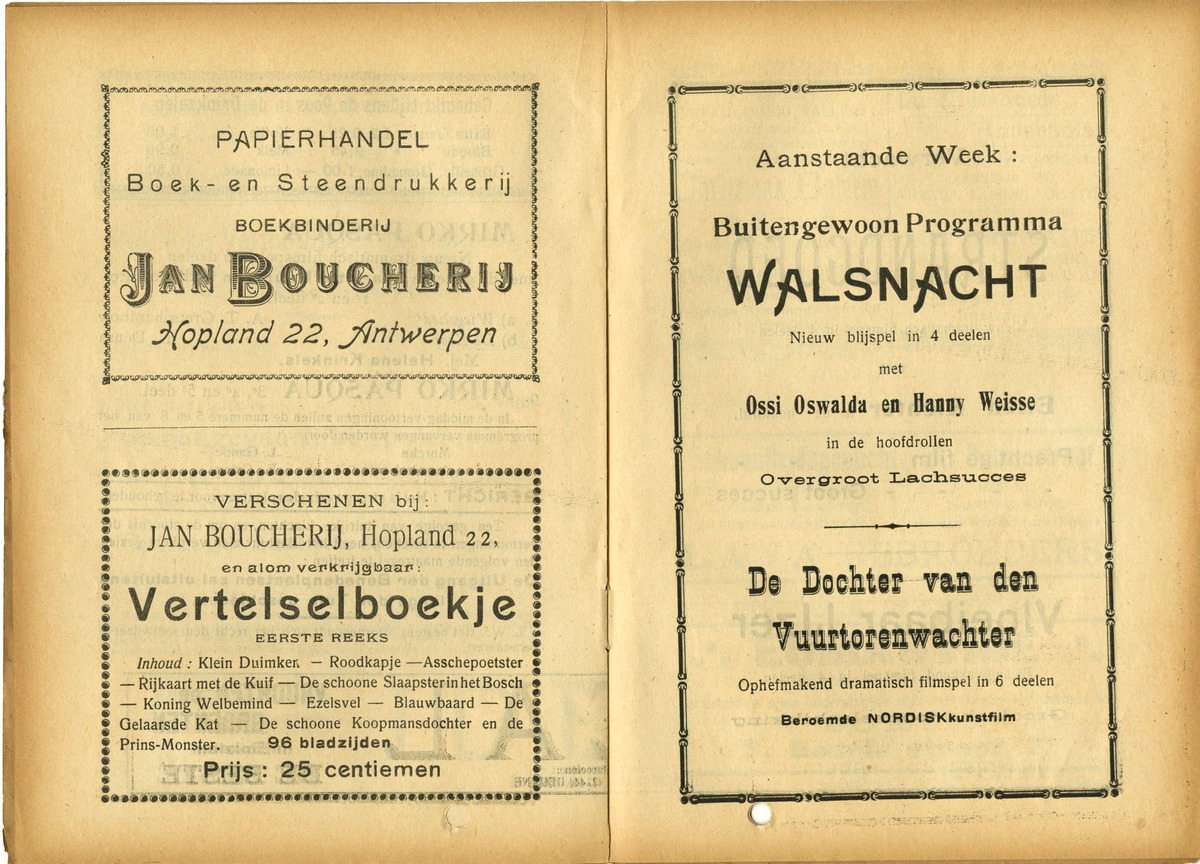 PAPIERHANDEL
Boek- en Steendrukkerij
BOEKBINDERIJ
JAN BOUCHERIJ
Hopland 22, Antwerpen
VERSCHENEN bij:
JAN BOUCHERIJ, Hopland 22,
en alom verkrijgbaar:
Vertelselboekje
EERSTE REEKS
Inhoud : Klein Duimken. — Roodkapje —Asschepoetster
— Rijkaart met de Kuif — De schoone Slaapster in het Bosch
— Koning Welbemind — Ezelsvel — Blauwbaard — De
Gelaarsde Kat — De schoone Koopmansdochter en de
Prins-Monster. 96 bladzijden
Prijs : 25 centiemen
Aanstaande Week :
Buitengewoon Programma
WALSNACHT
Nieuw blijspel in 4 deelen
met
Ossi Oswalda en Hanny Weisse
in de hoofdrollen
Overgroot Lachsucces
De Dochter van den
Vuurtorenwachter
Ophefmakend dramatisch filmspel in 6 deelen
Beroemde NORDISKkunstfilm